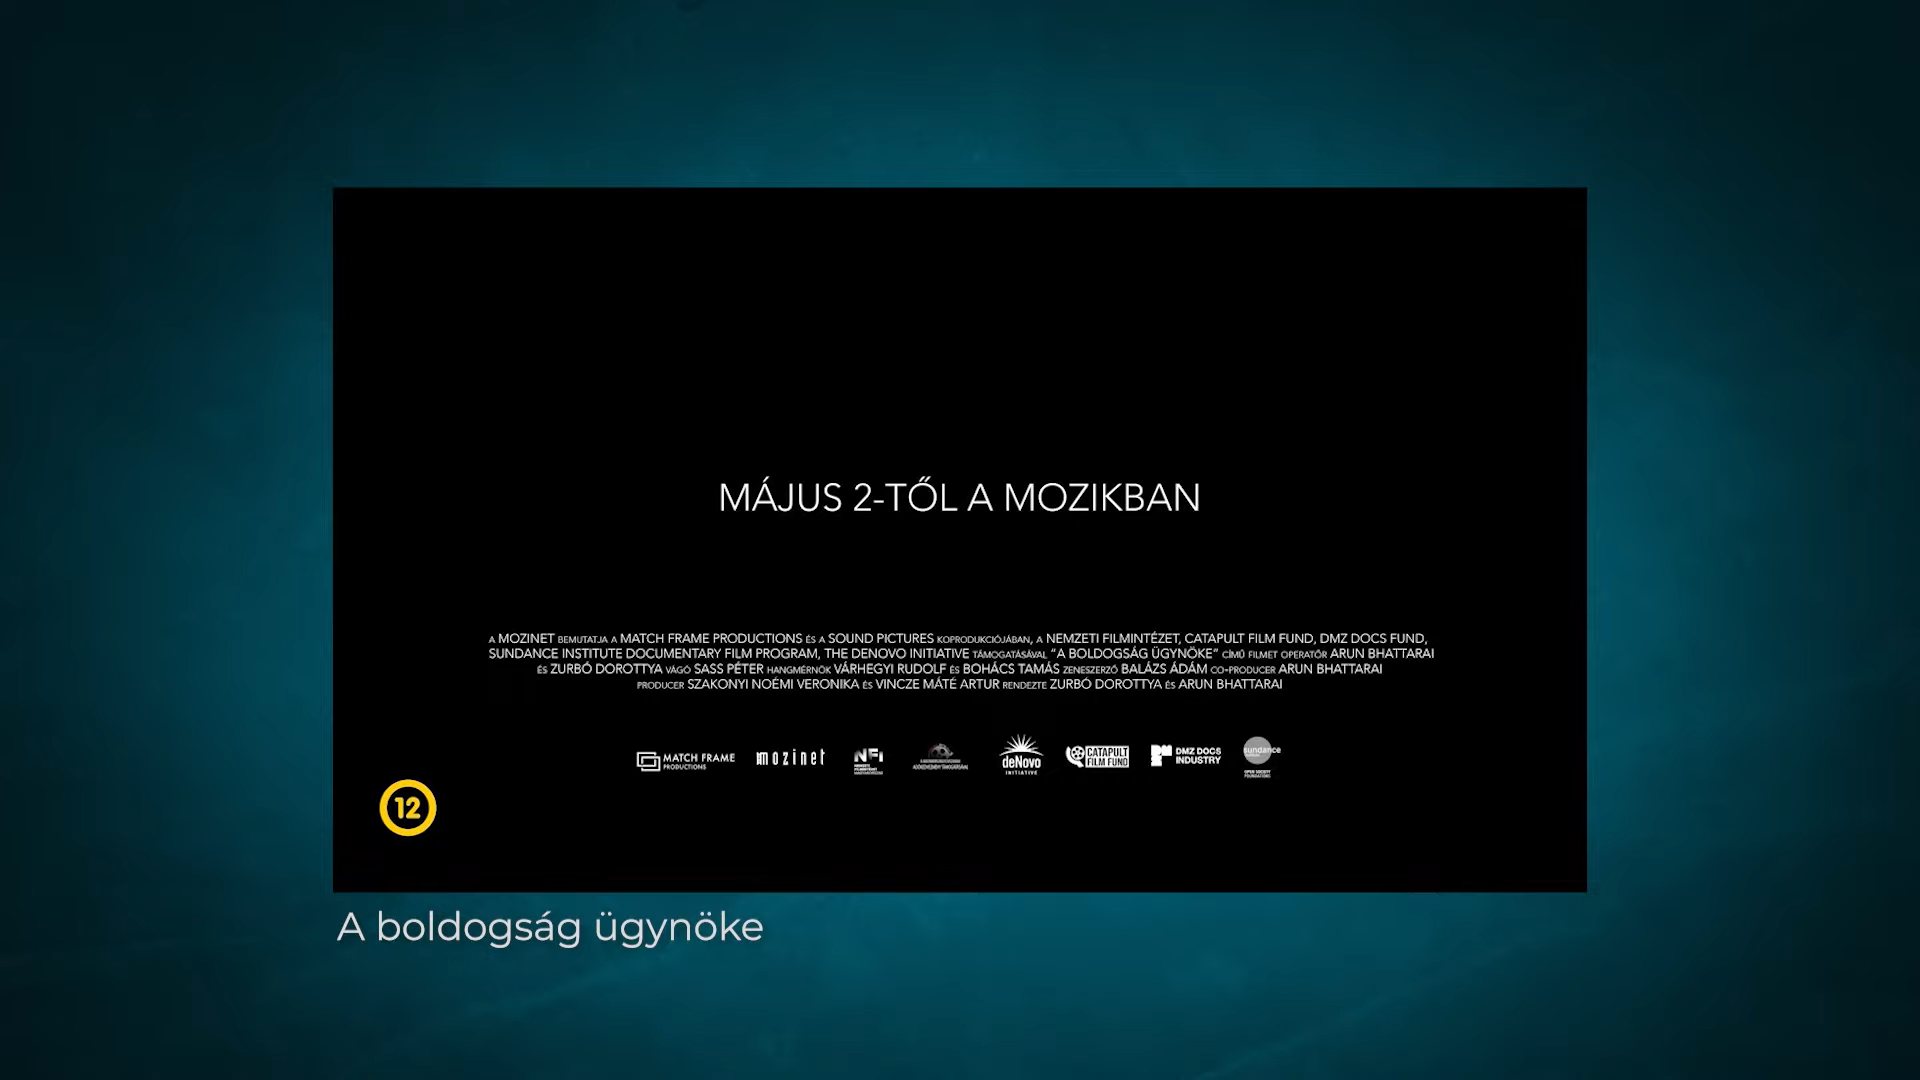 MÁJUS 2-TŐL A MOZIKBAN
A MOZINET BEMUTATJA A MATCH FRAME PRODUCTIONS ÉS A SOUND PICTURES KOPRODUKCIÓJÁBAN, A NEMZETI FILMINTÉZET, CATAPULT FILM FUND, DMZ DOCS FUND,
SUNDANCE INSTITUTE DOCUMENTARY FILM PROGRAM, THE DENOVO INITIATIVE TÁMOGATÁSÁVAL “A BOLDOGSÁG ÜGYNÖKE” CÍMŰ FILMET OPERATŐR ARUN BHATTARAI
ÉS ZURBÓ DOROTTYA VÁGÓ SASS PÉTER HANGMÉRNÖK VÁRHEGYI RUDOLF ÉS BOHÁCS TAMÁS ZENESZERZŐ BALÁZS ÁDÁM CO-PRODUCER ARUN BHATTARAI
PRODUCER SZAKONYI NOÉMI VERONIKA ÉS VINCZE MÁTÉ ARTUR RENDEZTE ZURBÓ DOROTTYA ÉS ARUN BHATTARAI
MATCH FRAME
PRODUCTIONS
mozinet
NFI
deNovo
INITIATIVE
CATAPULT
FILM FUND
DMZ DOCS
INDUSTRY
sundance
12
A boldogság ügynöke